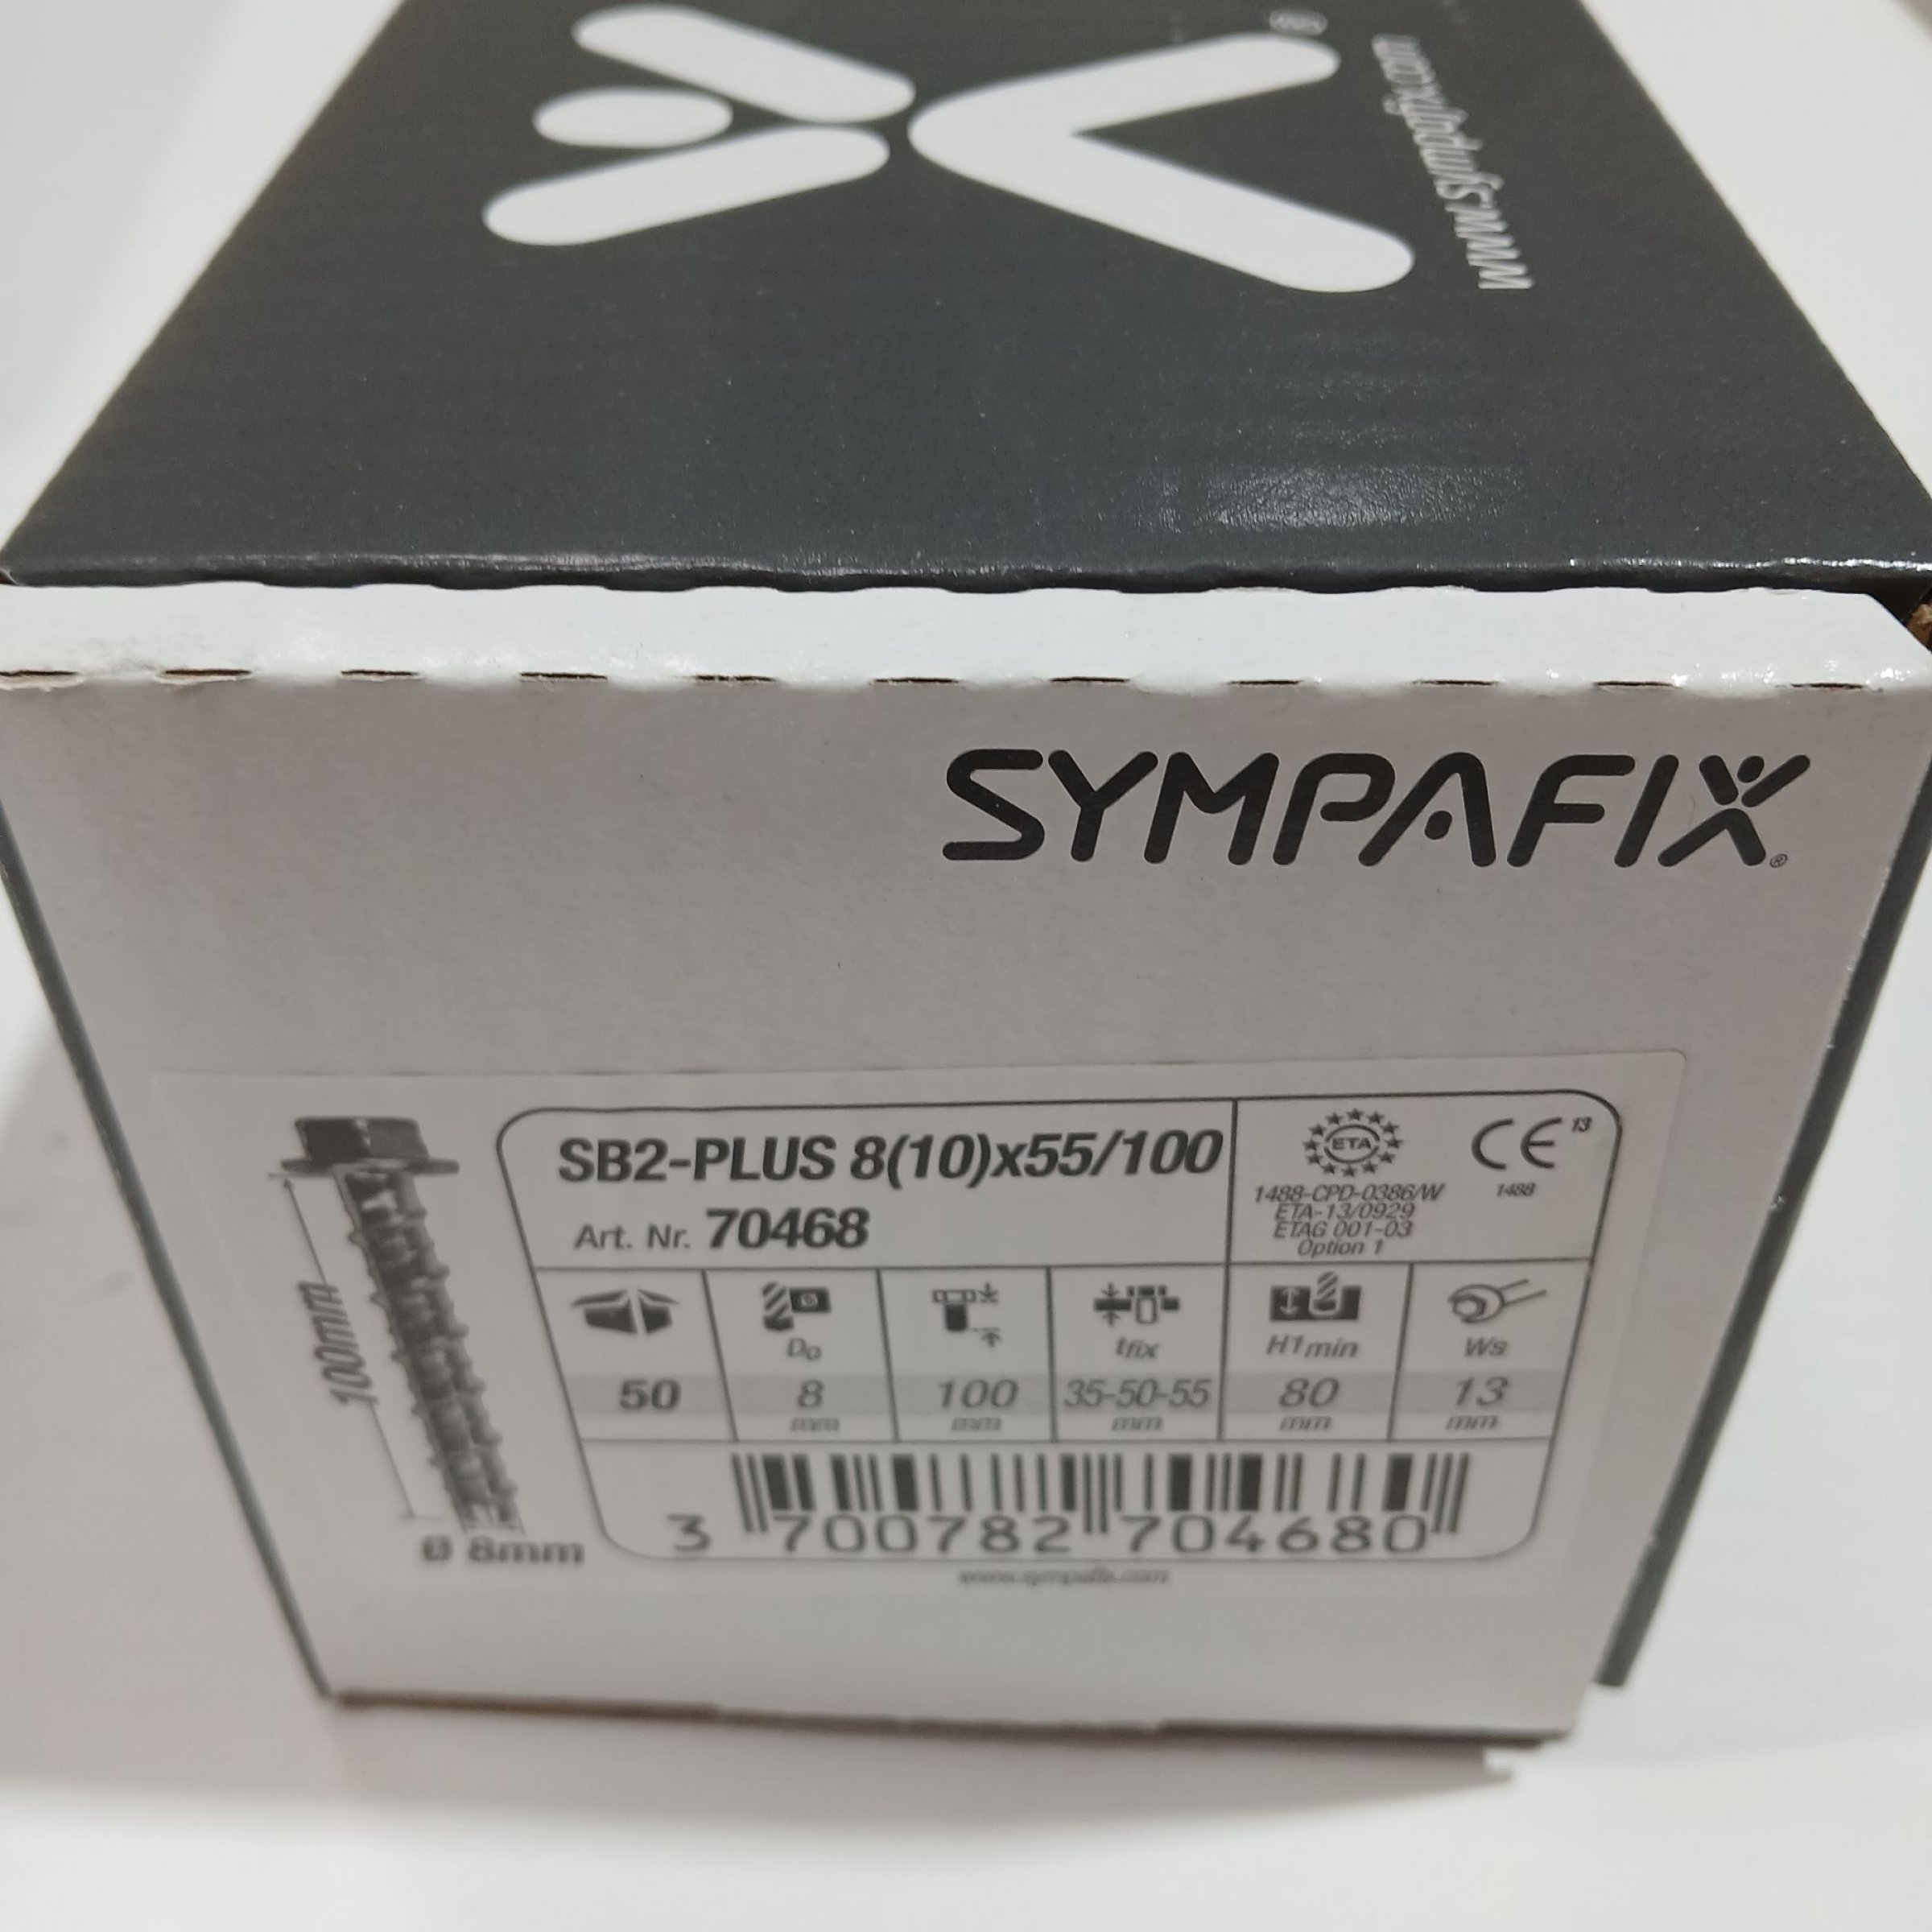 ®
www.sympafix.com
SYMPAFIX®
SB2-PLUS 8(10)x55/100
Art. Nr. 70468
ETA
CE 13
1488
1488-CPD-0386/W
ETA-13/0929
ETAG 001-03
Option 1
100mm
Ø 8mm
Ø
D0 tfix H1min Ws
50 8 100 35-50-55 80 13
mm mm mm mm mm
3 700782 704680
www.sympafix.com